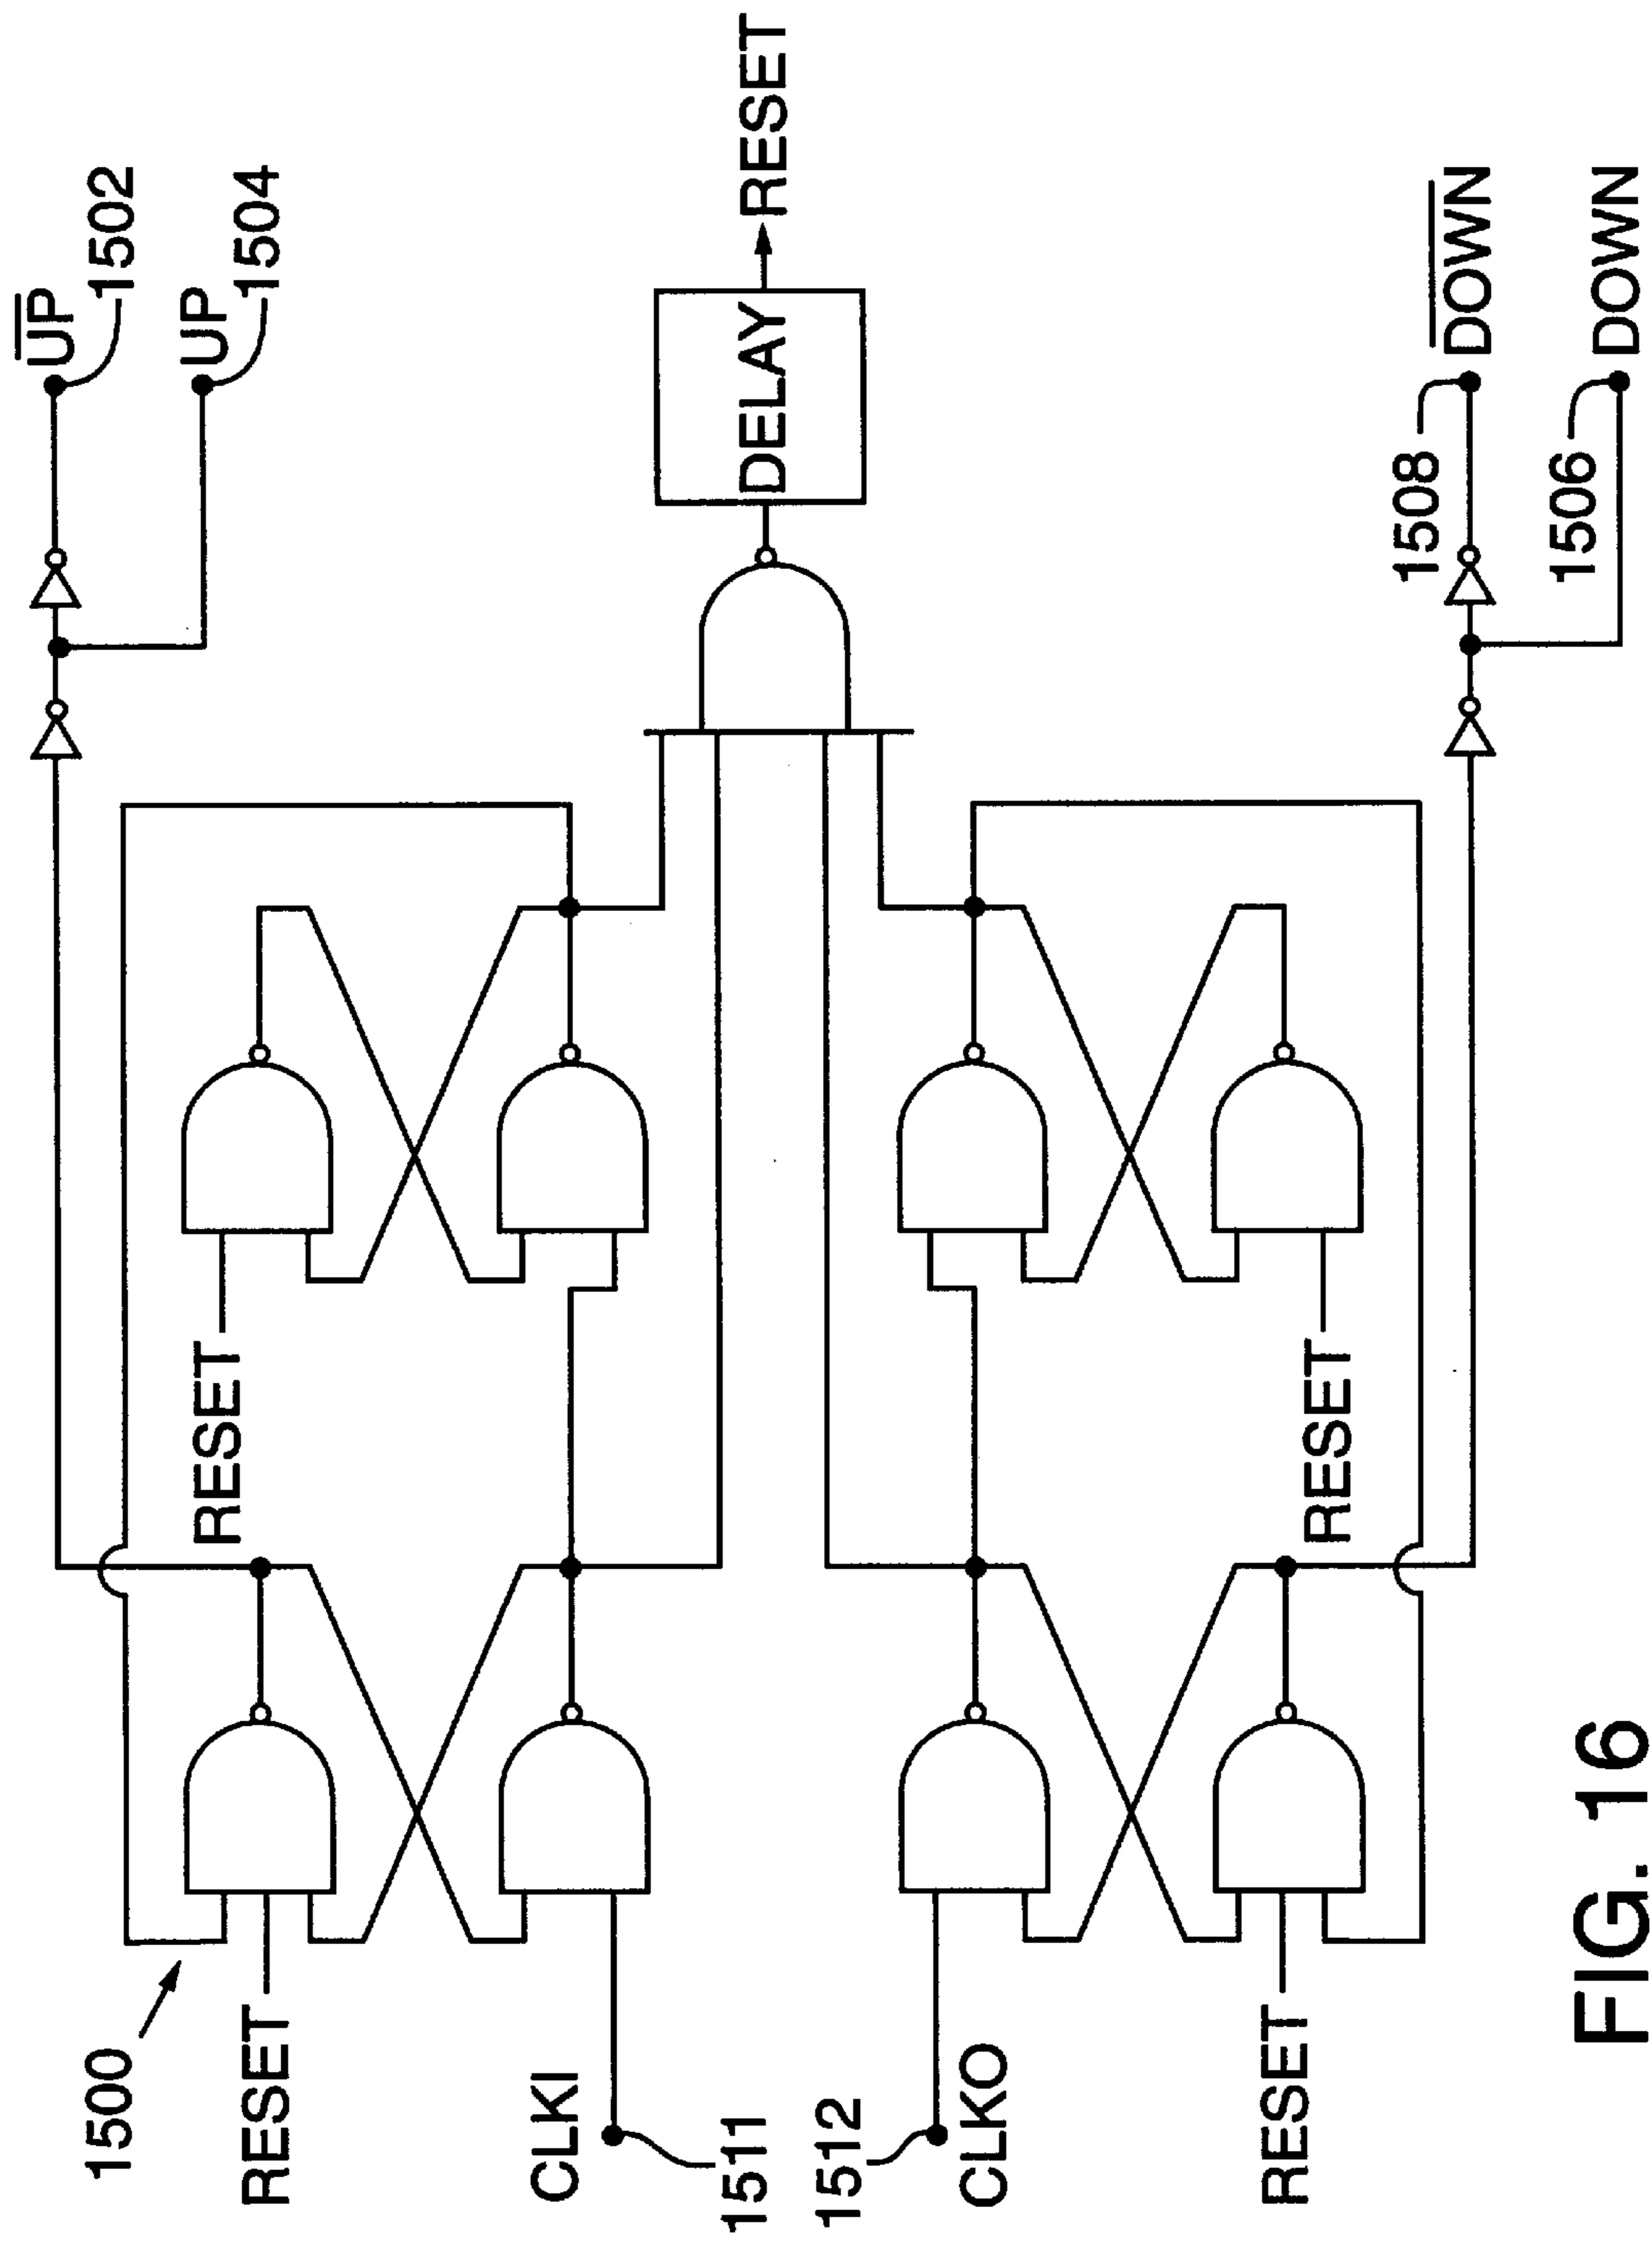 1500
RESET
CLKI
1511
1512
CLKO
RESET
RESET
RESET
UP
1502
UP
1504
DELAY
RESET
1508
DOWN
1506
DOWN
FIG. 16